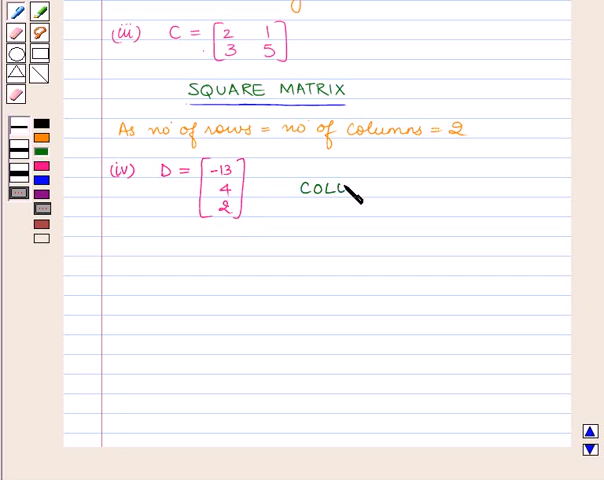 (iii) C = [2 1
3 5]
SQUARE MATRIX
As no of rows = no of columns = 2
(iv) D = [-13
4 COLU
2]